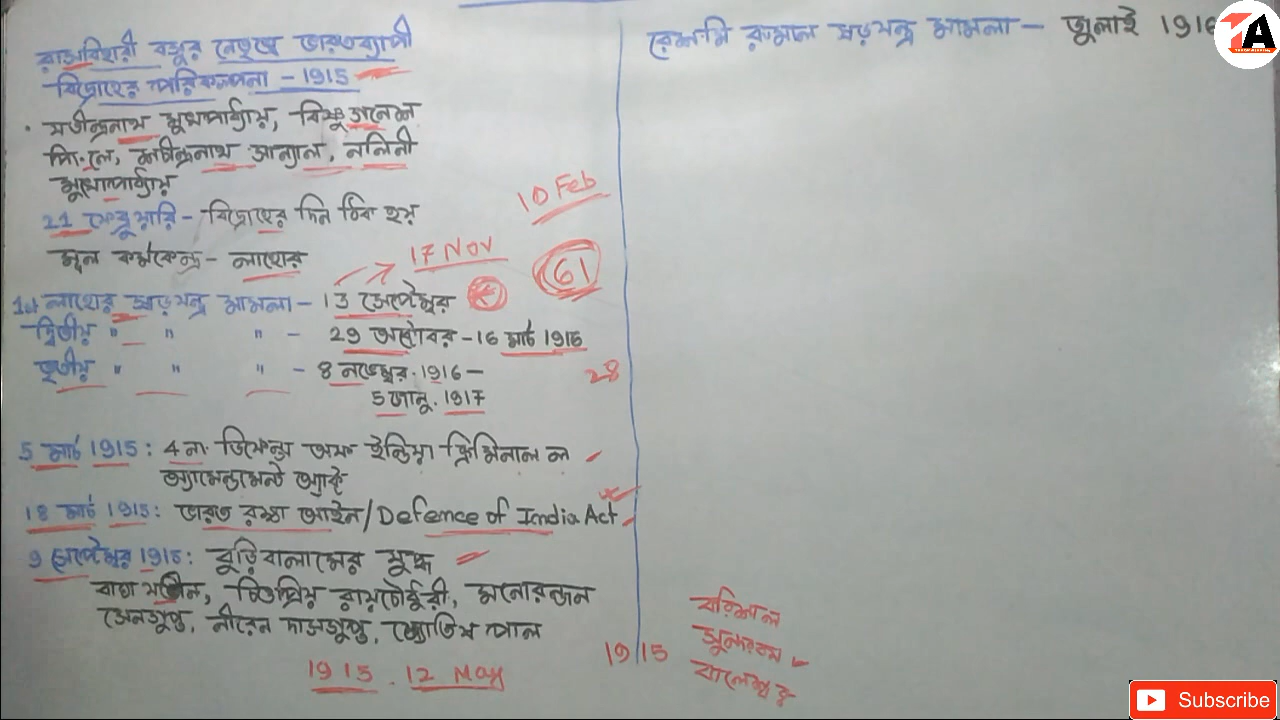 রাসবিহারী বসুর নেতৃত্বে ভারতব্যাপী
বিদ্রোহের পরিকল্পনা - 1915
যতীন্দ্রনাথ মুখপার্ধ্যায়, বিষ্ণু গনেশ
পিংলে, শচীন্দ্রনাথ সান্যাল, নলিনী
মুখোপার্ধ্যায়
21 ফেব্রুয়ারি - বিদ্রোহের দিন ঠিক হয়
মূল কর্মকেন্দ্র - লাহোর
10 Feb
17 Nov
61
1st লাহোর ষড়যন্ত্র মামলা - 13 সেপ্টেম্বর
দ্বিতীয় " " " - 29 অক্টোবর - 16 মার্চ 1916
তৃতীয় " " " - 8 নভেম্বর. 1916 -
5 জানু. 1917
28
5 মার্চ 1915: 4 নং ডিফেন্স অফ ইন্ডিয়া ক্রিমিনাল ল
অ্যামেন্ডমেন্ট অ্যাক্ট
18 মার্চ 1915: ভারত রক্ষা আইন/Defence of India Act
9 সেপ্টেম্বর 1915: বুড়িবালামের যুদ্ধ
বাঘা যতীন, চিত্তপ্রিয় রায়চৌধুরী, মনোরঞ্জন
সেনগুপ্ত, নীরেন দাসগুপ্ত, জ্যোতিষ পাল
1915. 12 May
রেশমি রুমাল ষড়যন্ত্র মামলা - জুলাই 1916
1915
বরিশাল
সুন্দরবন
বালেশ্বর
TA
Subscribe